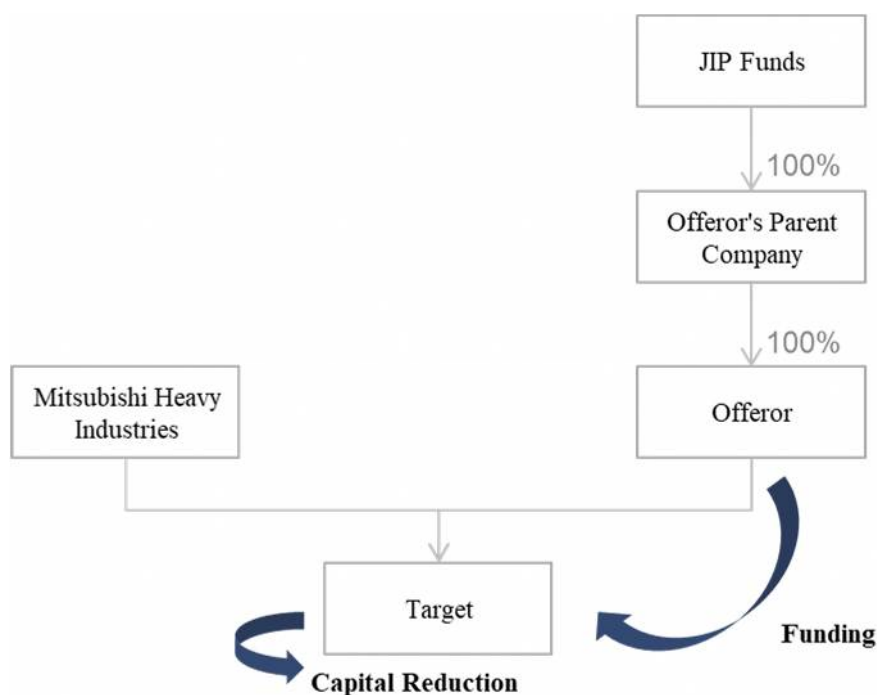 JIP Funds
100%
Offeror's Parent
Company
100%
Mitsubishi Heavy
Industries
Offeror
Target
Funding
Capital Reduction